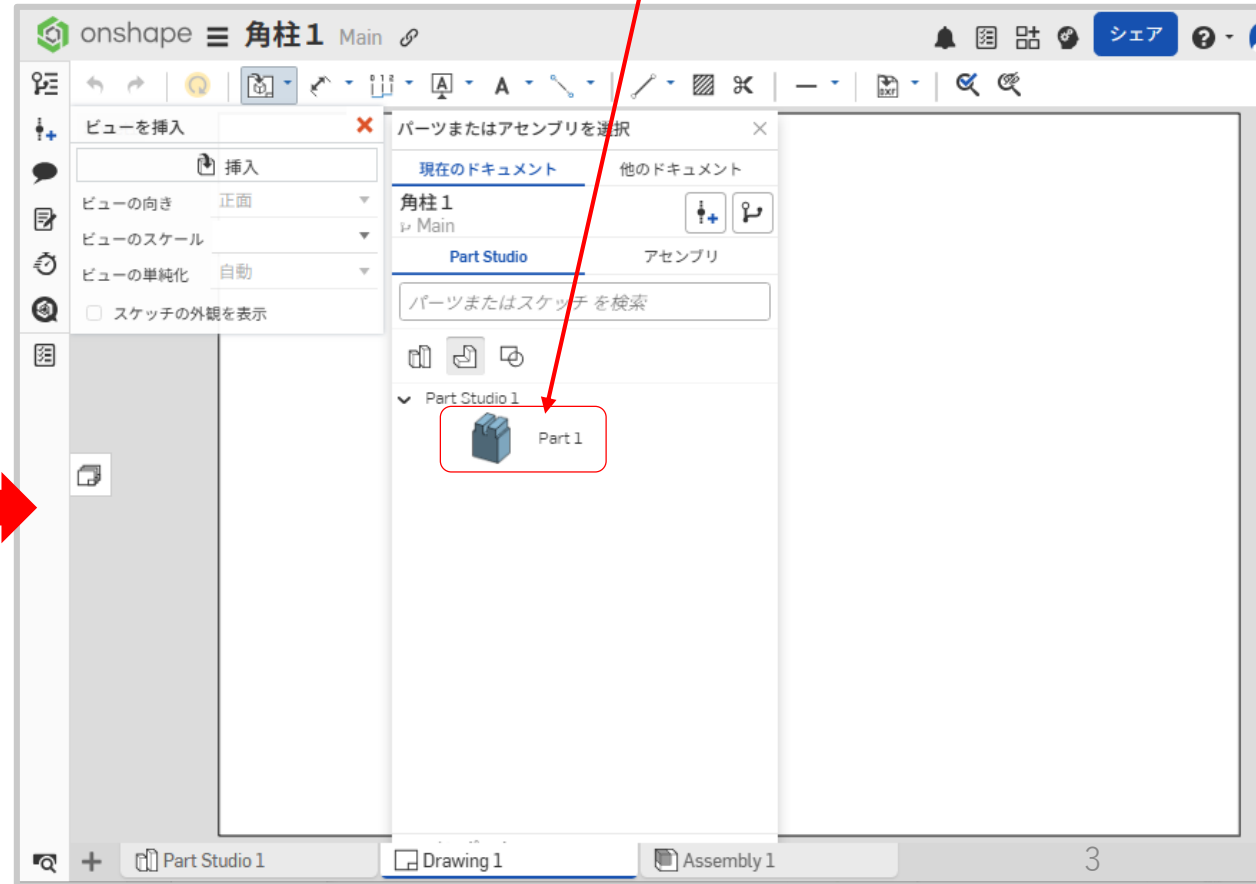 onshape 角柱１ Main シェア
ビューを挿入
挿入
ビューの向き 正面
ビューのスケール
ビューの単純化 自動
スケッチの外観を表示
パーツまたはアセンブリを選択
現在のドキュメント 他のドキュメント
角柱１
Main
Part Studio アセンブリ
パーツまたはスケッチ を検索
Part Studio 1
Part 1
Part Studio 1 Drawing 1 Assembly 1 3